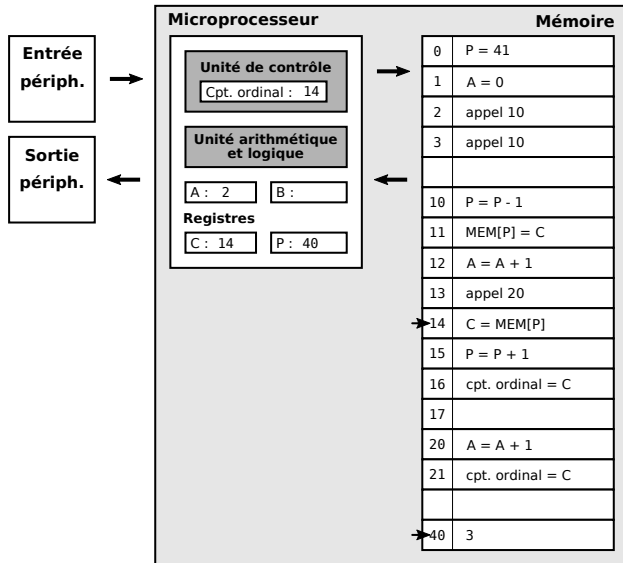 Microprocesseur
Mémoire
Entrée
périph.
Sortie
périph.
Unité de contrôle
Cpt. ordinal : 14
Unité arithmétique
et logique
A : 2
B :
Registres
C : 14
P : 40
0 P = 41
1 A = 0
2 appel 10
3 appel 10
10 P = P - 1
11 MEM[P] = C
12 A = A + 1
13 appel 20
14 C = MEM[P]
15 P = P + 1
16 cpt. ordinal = C
17
20 A = A + 1
21 cpt. ordinal = C
40 3